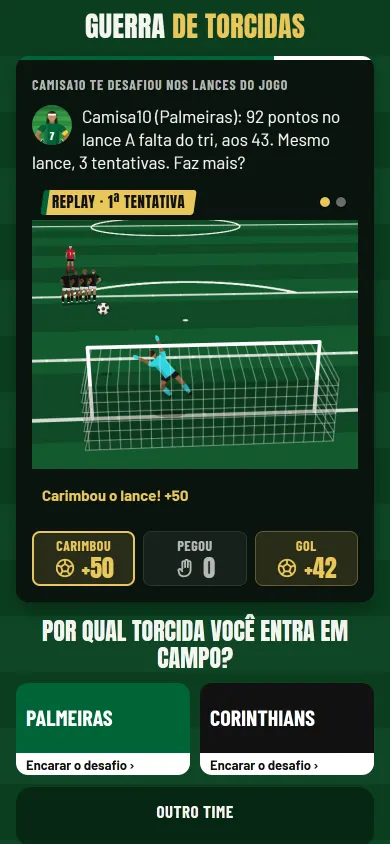 GUERRA DE TORCIDAS
CAMISA10 TE DESAFIOU NOS LANCES DO JOGO
Camisa10 (Palmeiras): 92 pontos no
lance A falta do tri, aos 43. Mesmo
lance, 3 tentativas. Faz mais?
7
REPLAY · 1ª TENTATIVA
Carimbou o lance! +50
CARIMBOU
+50
PEGOU
0
GOL
+42
POR QUAL TORCIDA VOCÊ ENTRA EM
CAMPO?
PALMEIRAS
Encarar o desafio ›
CORINTHIANS
Encarar o desafio ›
OUTRO TIME